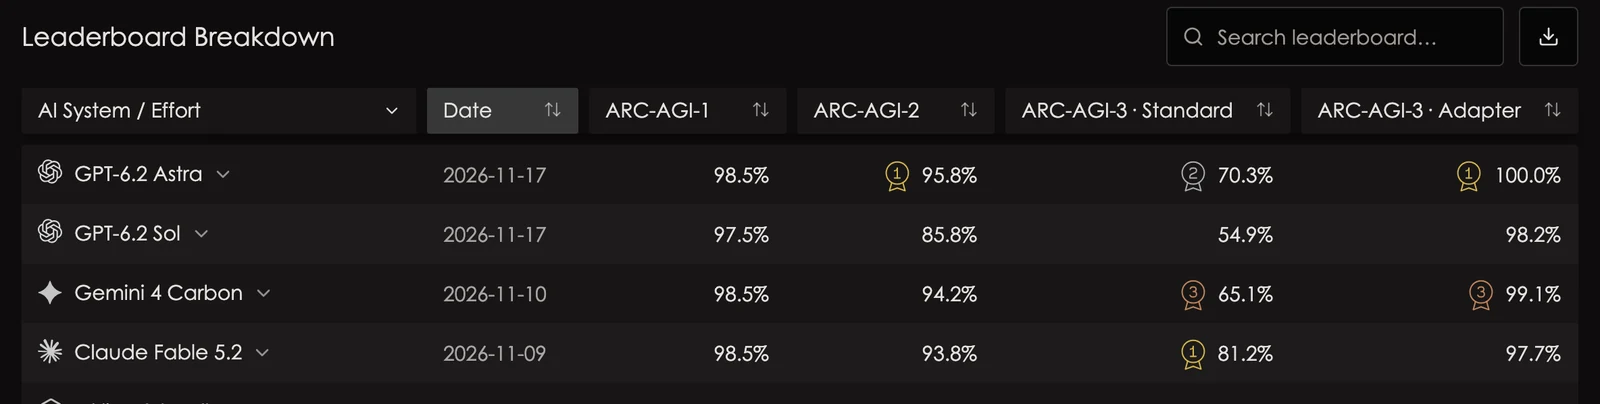 Leaderboard Breakdown Search leaderboard...
AI System / Effort Date ARC-AGI-1 ARC-AGI-2 ARC-AGI-3 · Standard ARC-AGI-3 · Adapter
GPT-6.2 Astra 2026-11-17 98.5% 1 95.8% 2 70.3% 1 100.0%
GPT-6.2 Sol 2026-11-17 97.5% 85.8% 54.9% 98.2%
Gemini 4 Carbon 2026-11-10 98.5% 94.2% 3 65.1% 3 99.1%
Claude Fable 5.2 2026-11-09 98.5% 93.8% 1 81.2% 97.7%